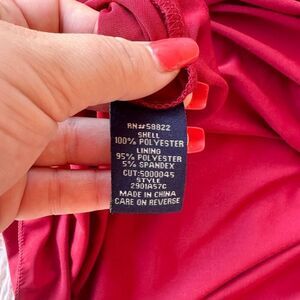 RN#58822
SHELL
100% POLYESTER
LINING
95% POLYESTER
5% SPANDEX
CUT:5000045
STYLE
2901A57C
MADE IN CHINA
CARE ON REVERSE